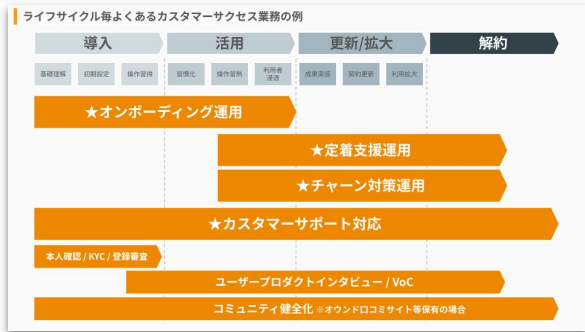 ライフサイクル毎よくあるカスタマーサクセス業務の例
導入 活用 更新/拡大 解約
基礎理解 初期設定 操作習得 習慣化 操作習熟 利用者浸透 成果実感 契約更新 利用拡大
★オンボーディング運用
★定着支援運用
★チャーン対策運用
★カスタマーサポート対応
本人確認 / KYC / 登録審査
ユーザープロダクトインタビュー / VoC
コミュニティ健全化 ※オウンドロコミサイト等保有の場合